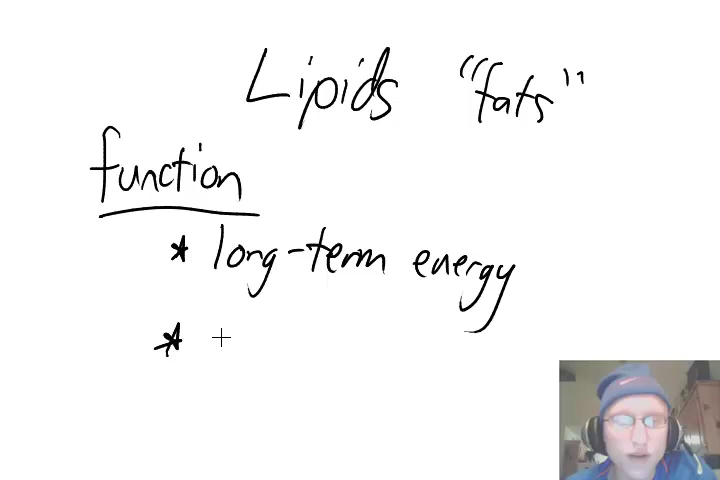 Lipids "fats"
function
* long-term energy
*